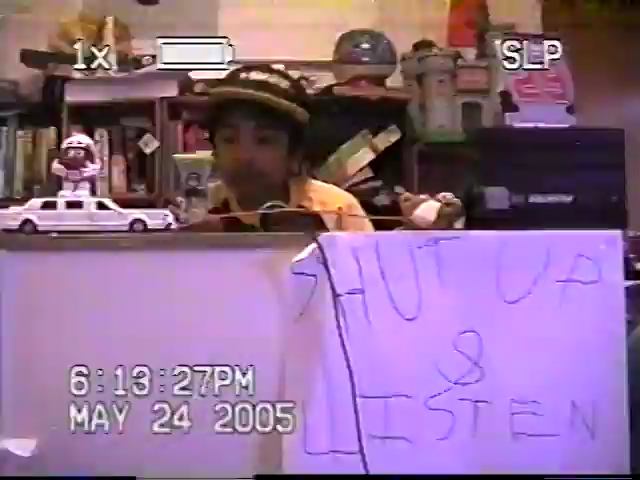 1x SLP
SHUT UP
&
LISTEN
6:13:27PM
MAY 24 2005